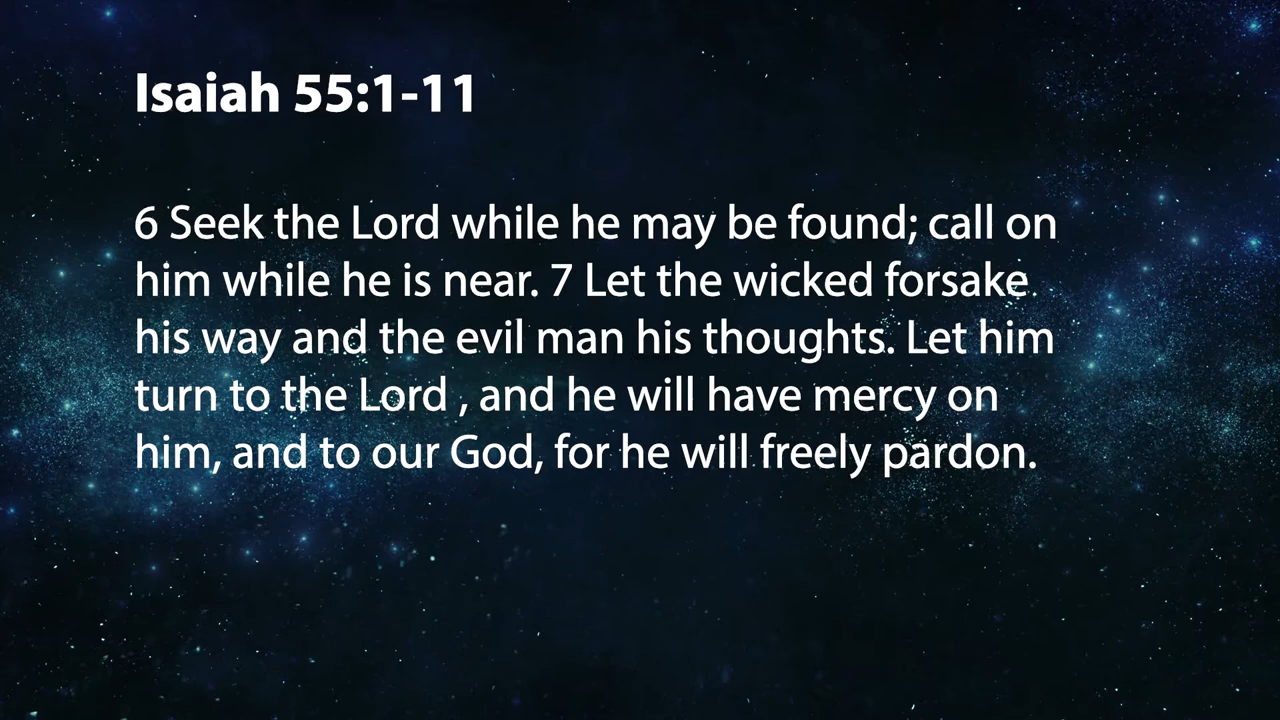 Isaiah 55:1-11
6 Seek the Lord while he may be found; call on
him while he is near. 7 Let the wicked forsake
his way and the evil man his thoughts. Let him
turn to the Lord , and he will have mercy on
him, and to our God, for he will freely pardon.